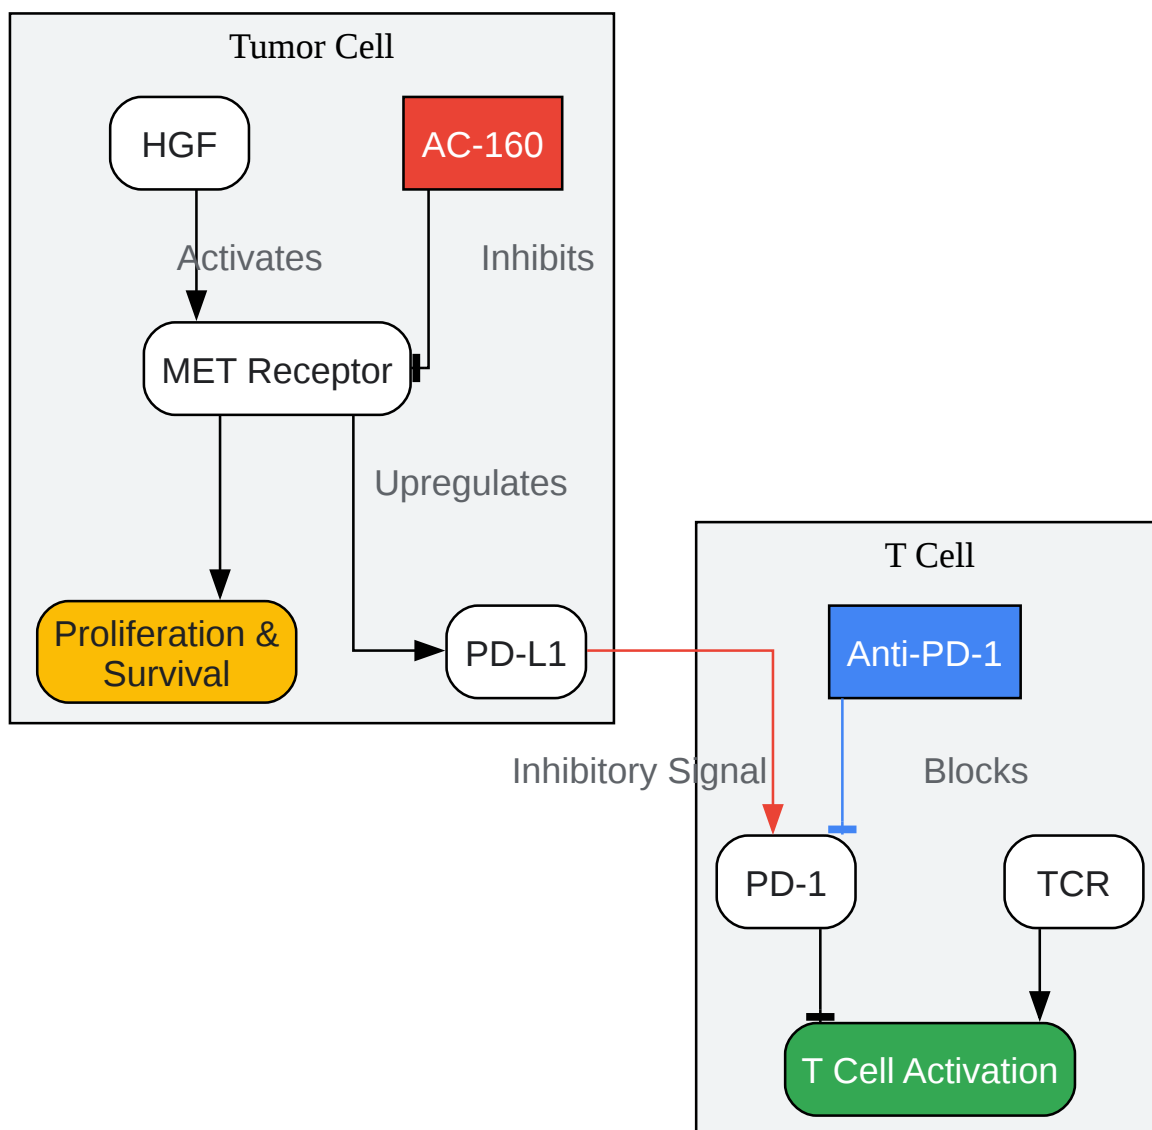 Tumor Cell
HGF
AC-160
Activates
Inhibits
MET Receptor
Upregulates
Proliferation &
Survival
PD-L1
T Cell
Anti-PD-1
Inhibitory Signal
Blocks
PD-1
TCR
T Cell Activation